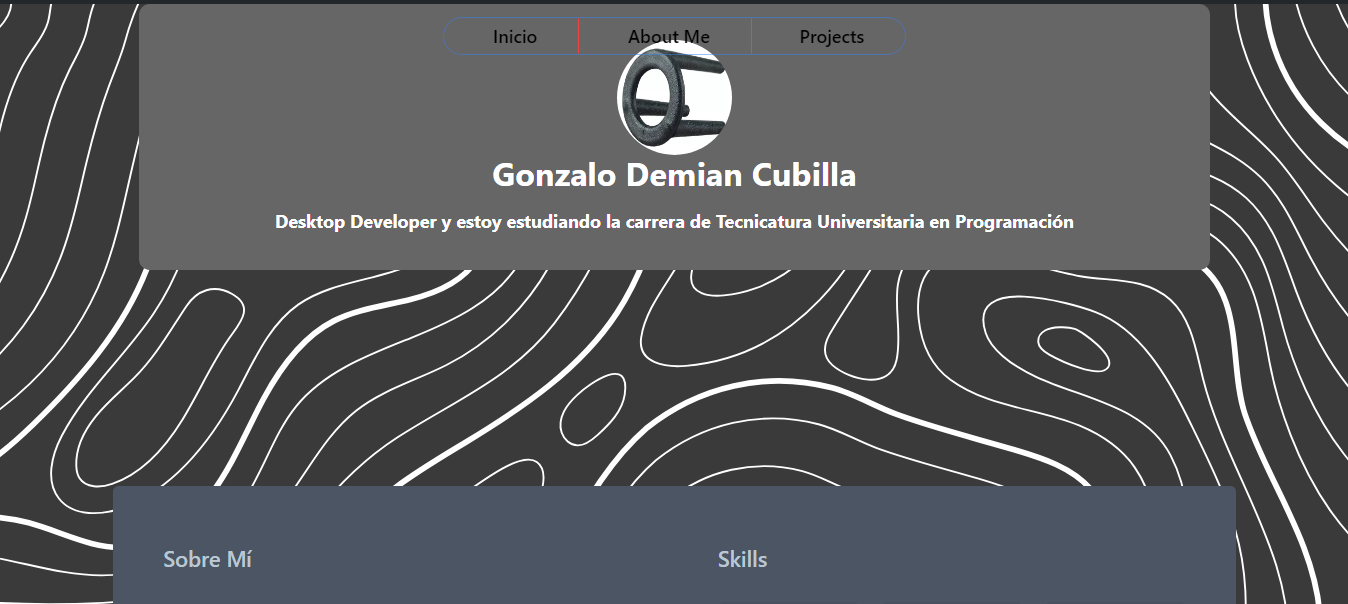 Inicio About Me Projects
Gonzalo Demian Cubilla
Desktop Developer y estoy estudiando la carrera de Tecnicatura Universitaria en Programación
Sobre Mí
Skills